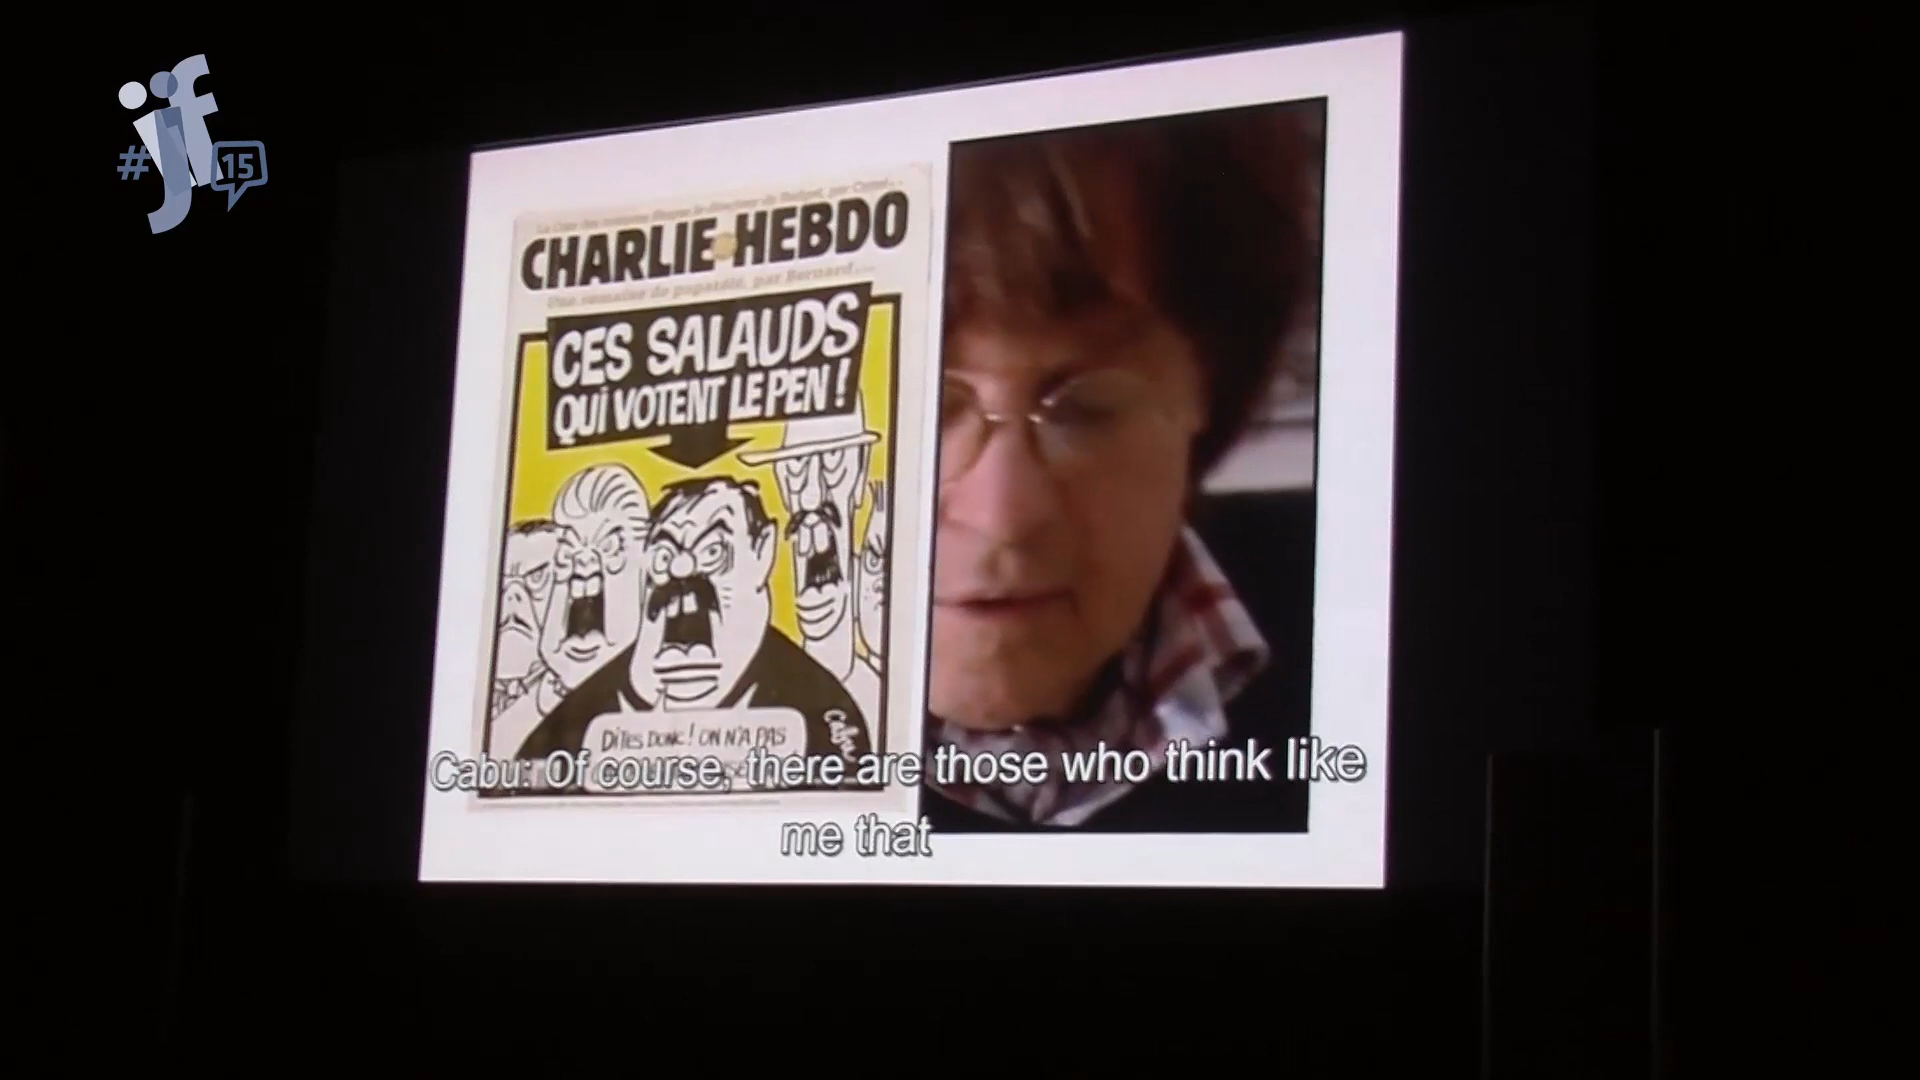 #ijf
15
CHARLIE HEBDO
CES SALAUDS
QUI VOTENT LE PEN !
DITES DONC ! ON N'A PAS
Cabu
Cabu: Of course, there are those who think like
me that